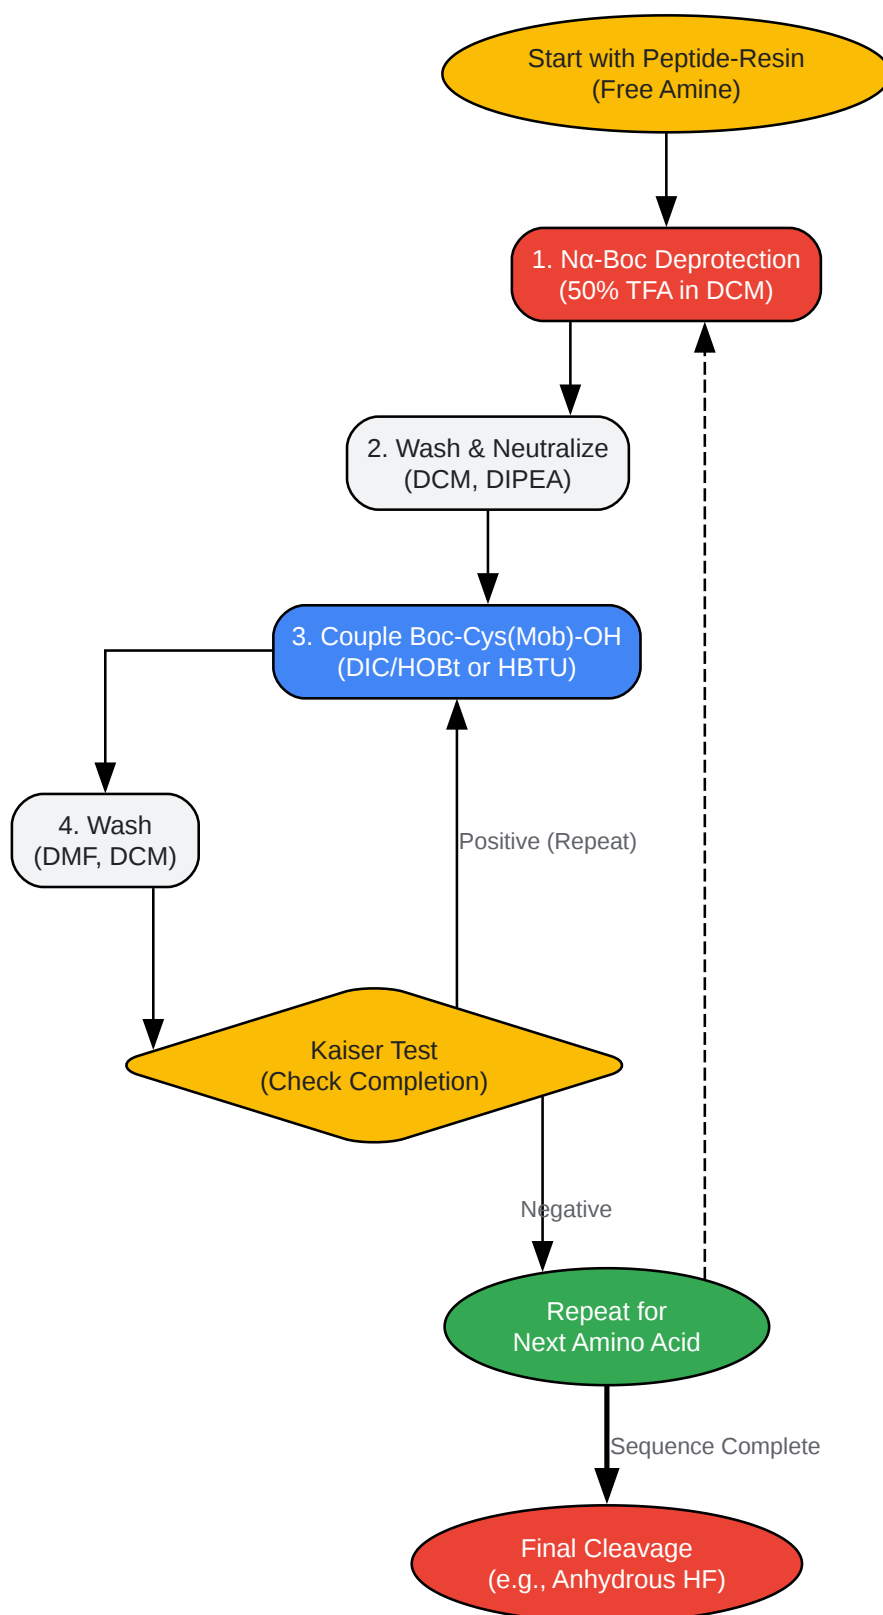 Start with Peptide-Resin
(Free Amine)
1. Nα-Boc Deprotection
(50% TFA in DCM)
2. Wash & Neutralize
(DCM, DIPEA)
3. Couple Boc-Cys(Mob)-OH
(DIC/HOBt or HBTU)
4. Wash
(DMF, DCM)
Positive (Repeat)
Kaiser Test
(Check Completion)
Negative
Repeat for
Next Amino Acid
Sequence Complete
Final Cleavage
(e.g., Anhydrous HF)